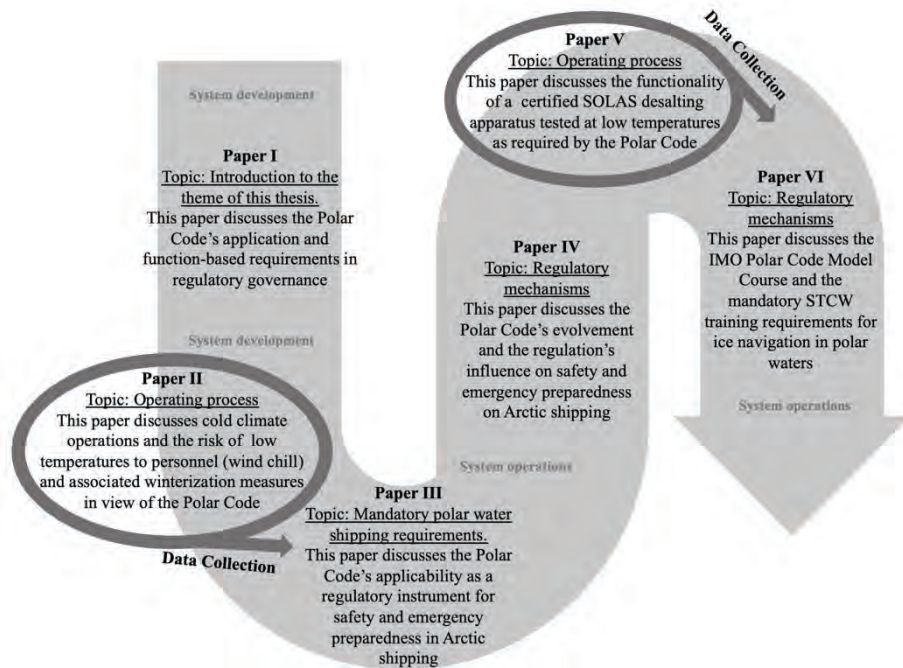 System development
Paper I
Topic: Introduction to the
theme of this thesis.
This paper discusses the Polar
Code's application and
function-based requirements in
regulatory governance
System development
Paper II
Topic: Operating process
This paper discusses cold climate
operations and the risk of low
temperatures to personnel (wind chill)
and associated winterization measures
in view of the Polar Code
Data Collection
Paper III
Topic: Mandatory polar water
shipping requirements.
This paper discusses the Polar
Code's applicability as a
regulatory instrument for
safety and emergency
preparedness in Arctic
shipping
System operations
Paper IV
Topic: Regulatory
mechanisms
This paper discusses the
Polar Code's evolvement
and the regulation's
influence on safety and
emergency preparedness
on Arctic shipping
Paper V
Topic: Operating process
This paper discusses the functionality
of a certified SOLAS desalting
apparatus tested at low temperatures
as required by the Polar Code
Data Collection
Paper VI
Topic: Regulatory
mechanisms
This paper discusses the
IMO Polar Code Model
Course and the
mandatory STCW
training requirements for
ice navigation in polar
waters
System operations